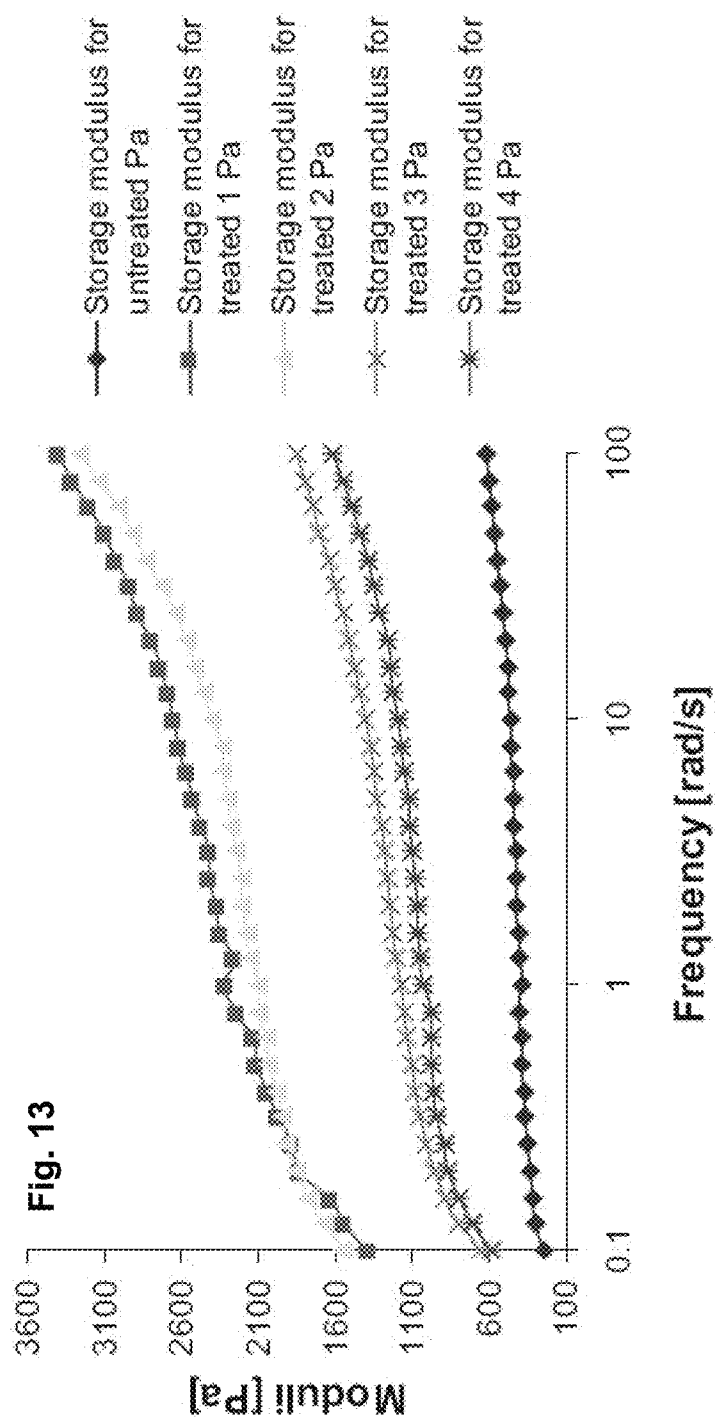 Fig. 13
Moduli [Pa]
3600
3100
2600
2100
1600
1100
600
100
0.1
1
10
100
Frequency [rad/s]
Storage modulus for
untreated Pa
Storage modulus for
treated 1 Pa
Storage modulus for
treated 2 Pa
Storage modulus for
treated 3 Pa
Storage modulus for
treated 4 Pa